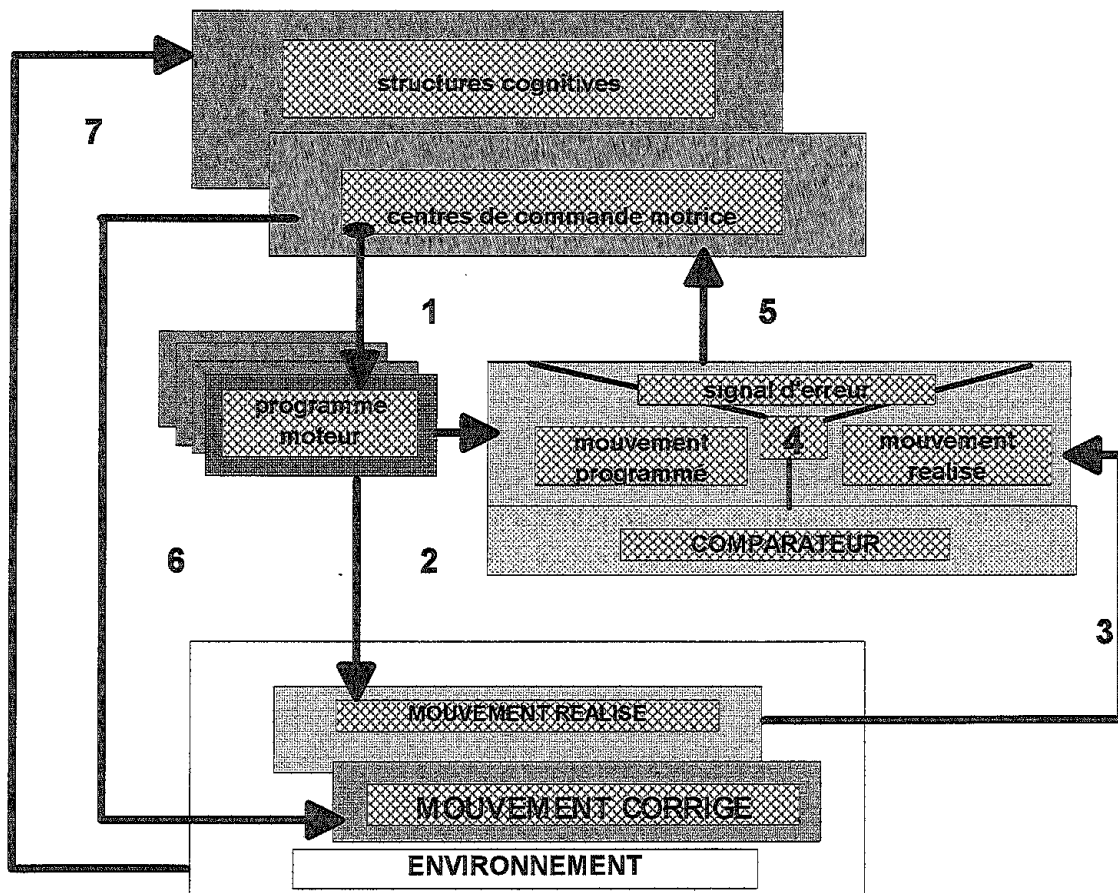 structures cognitives
7
centres de commande motrice
1
5
programme
moteur
signal d'erreur
4
mouvement
programmé
mouvement
realise
COMPARATEUR
6
2
3
MOUVEMENT REALISE
MOUVEMENT CORRIGE
ENVIRONNEMENT